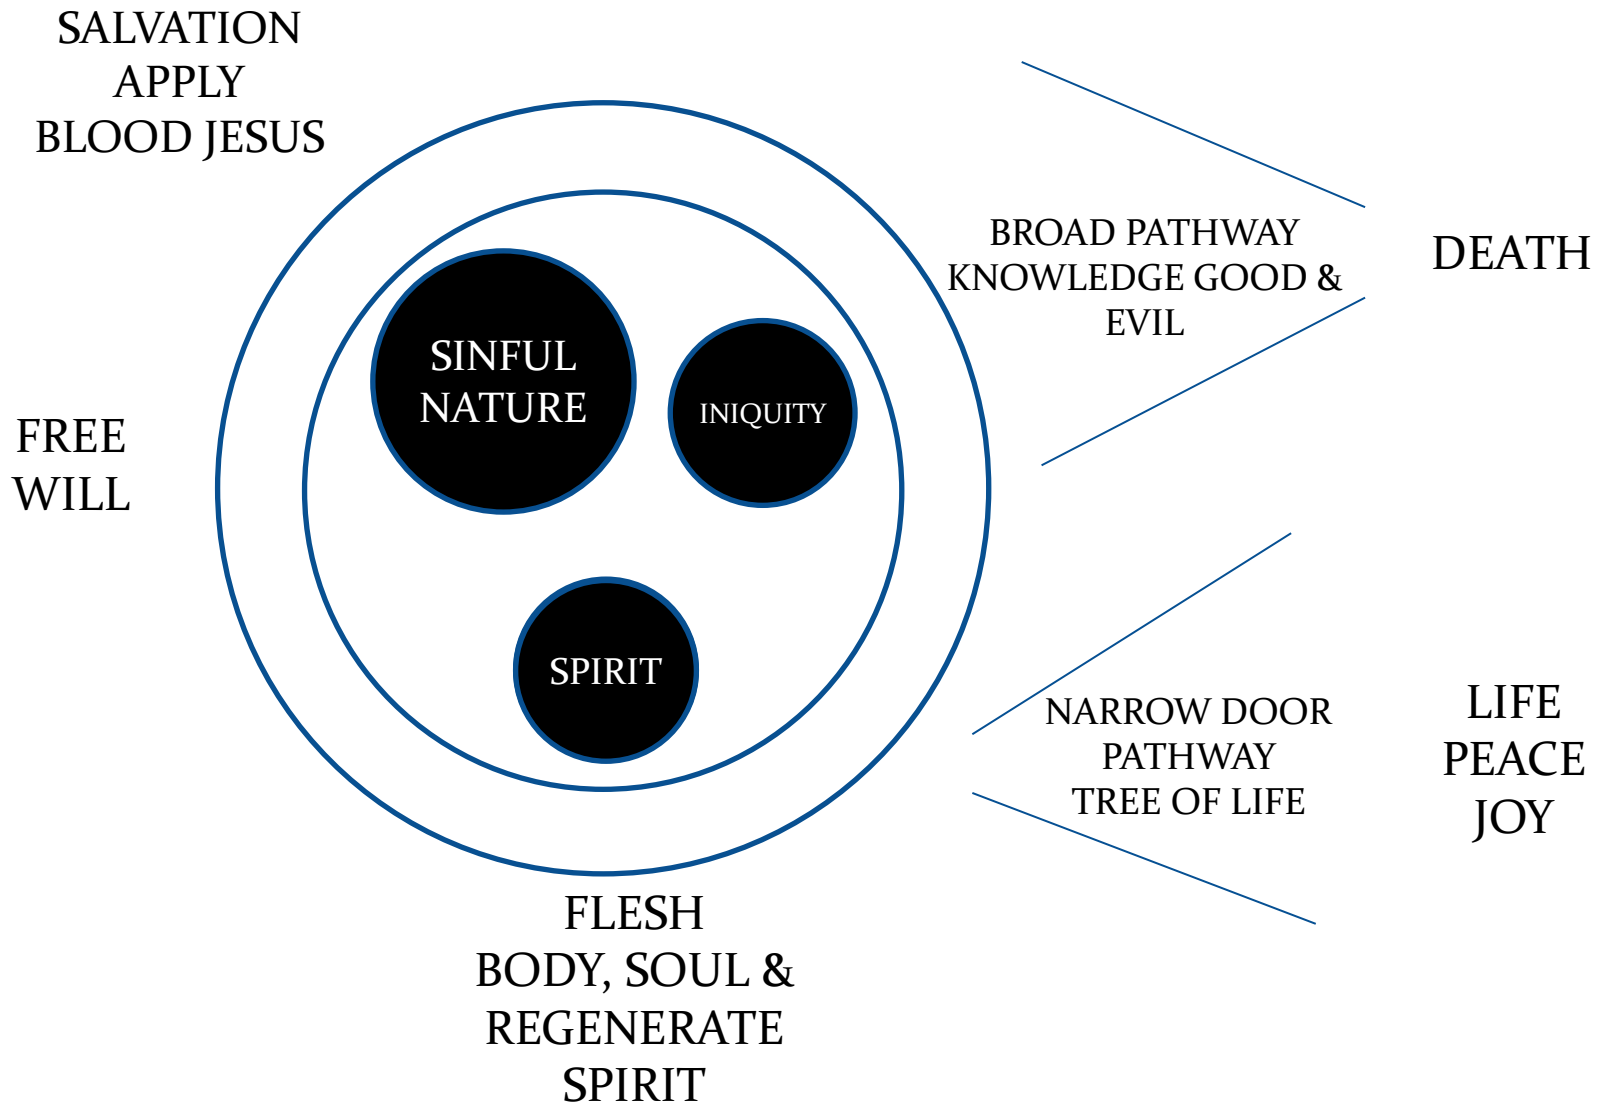 SALVATION
APPLY
BLOOD JESUS
FREE
WILL
SINFUL
NATURE
INIQUITY
SPIRIT
FLESH
BODY, SOUL &
REGENERATE
SPIRIT
BROAD PATHWAY
KNOWLEDGE GOOD &
EVIL
DEATH
NARROW DOOR
PATHWAY
TREE OF LIFE
LIFE
PEACE
JOY